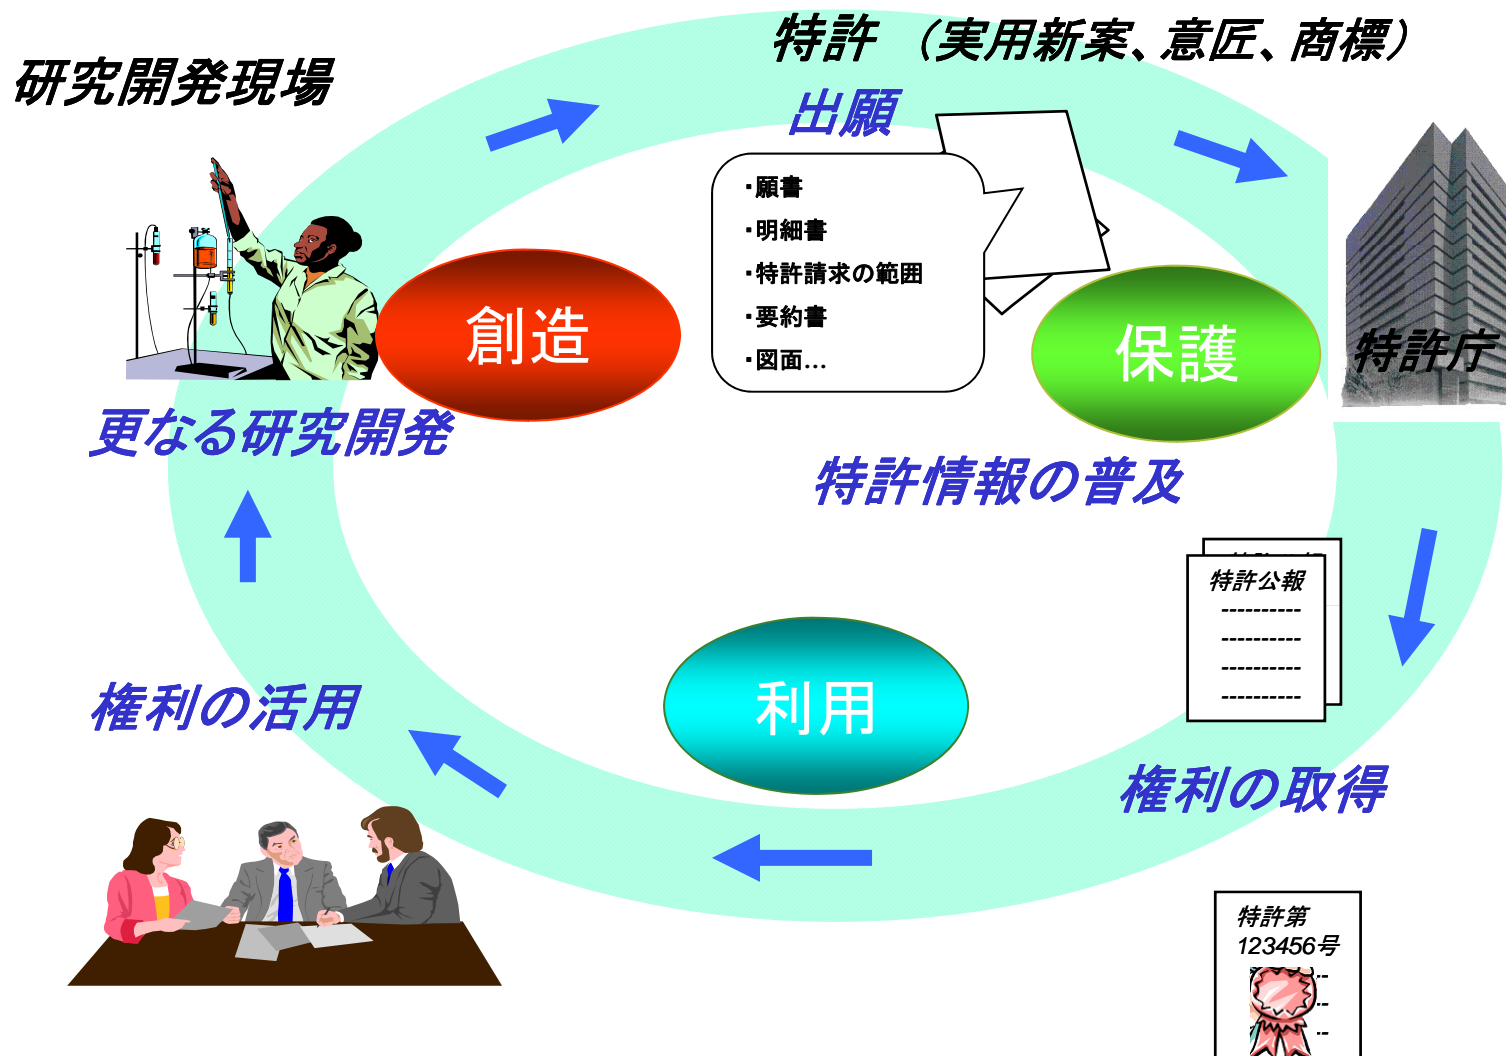 特許 （実用新案、意匠、商標）
研究開発現場
出願
・願書
・明細書
・特許請求の範囲
・要約書
・図面…
創造
保護
特許庁
更なる研究開発
特許情報の普及
特許公報
----------
----------
----------
----------
利用
権利の活用
権利の取得
特許第
123456号